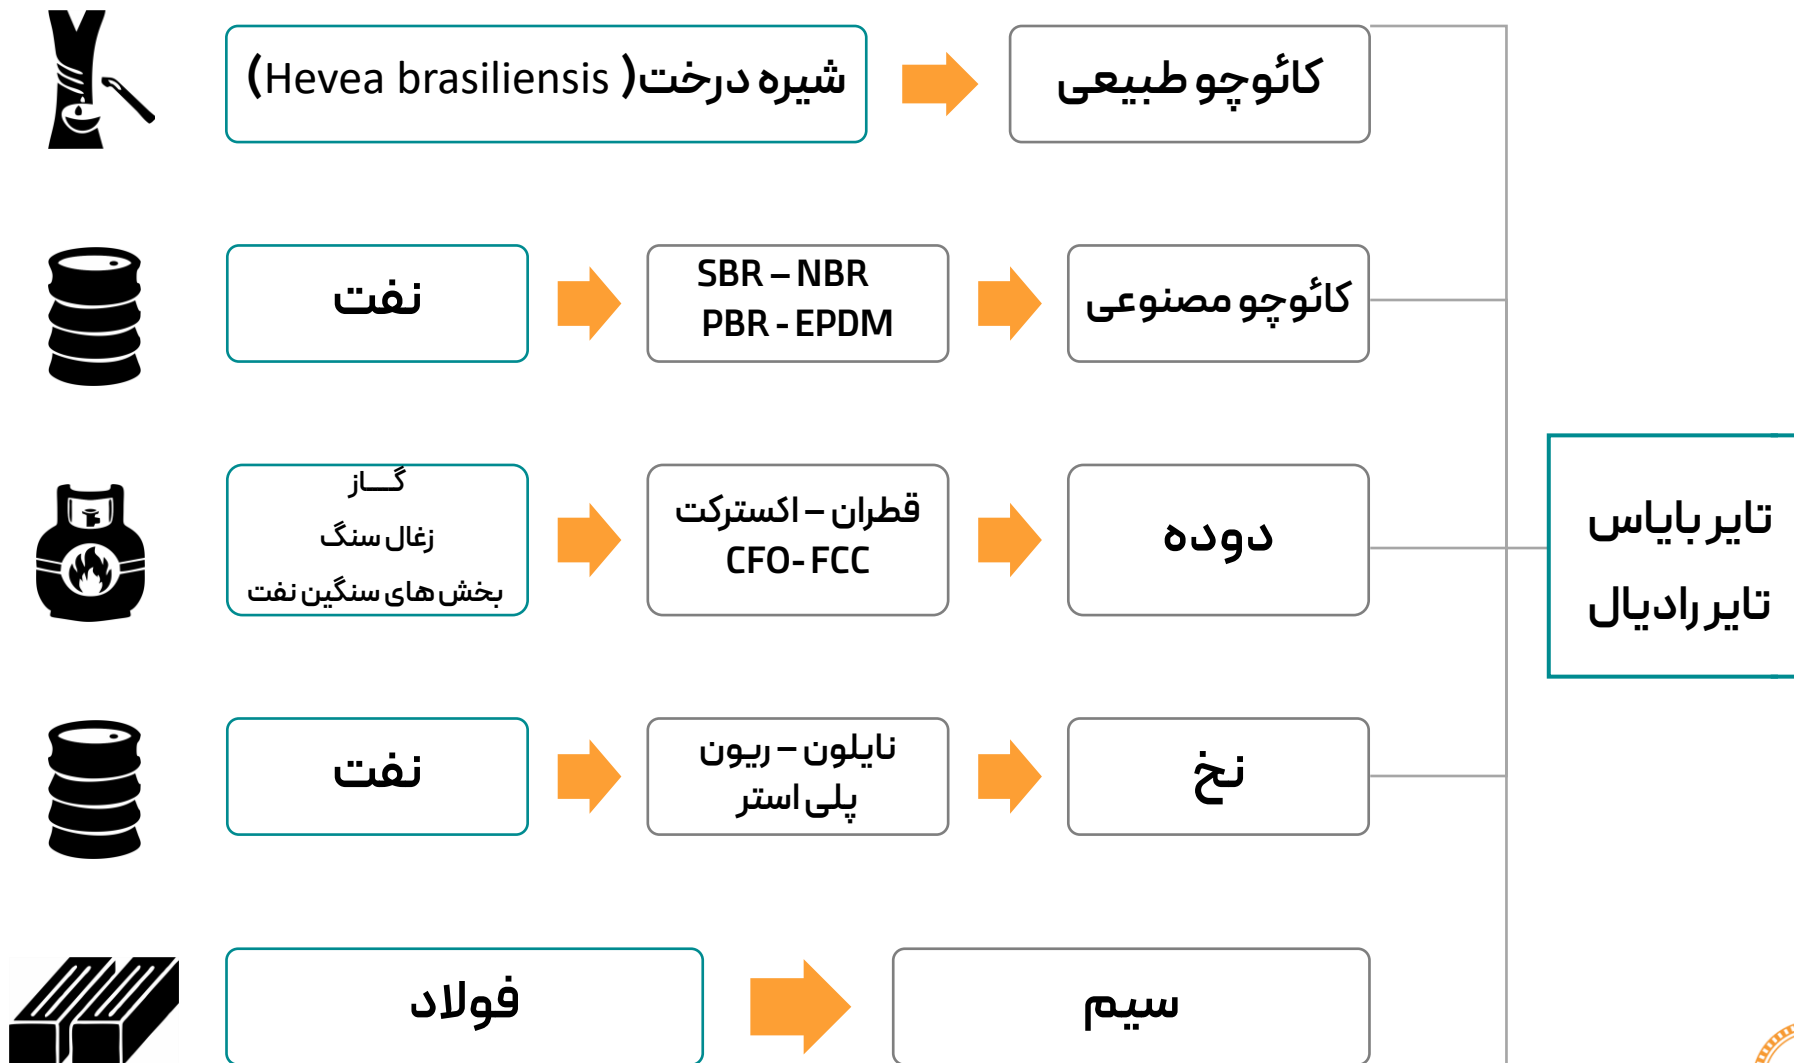 شیره درخت( Hevea brasiliensis)
کائوچو طبیعی
نفت
SBR – NBR
PBR - EPDM
کائوچو مصنوعی
گـــاز
زغال سنگ
بخش های سنگین نفت
قطران – اکسترکت
CFO- FCC
دوده
تایر بایاس
تایر رادیال
نفت
نایلون – ریون
پلی استر
نخ
فولاد
سیم